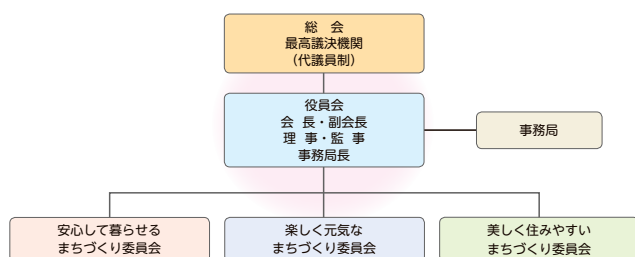 総　会
最高議決機関
（代議員制）
役員会
会 長・副会長
理 事・監 事
事務局長
事務局
安心して暮らせる
まちづくり委員会
楽しく元気な
まちづくり委員会
美しく住みやすい
まちづくり委員会